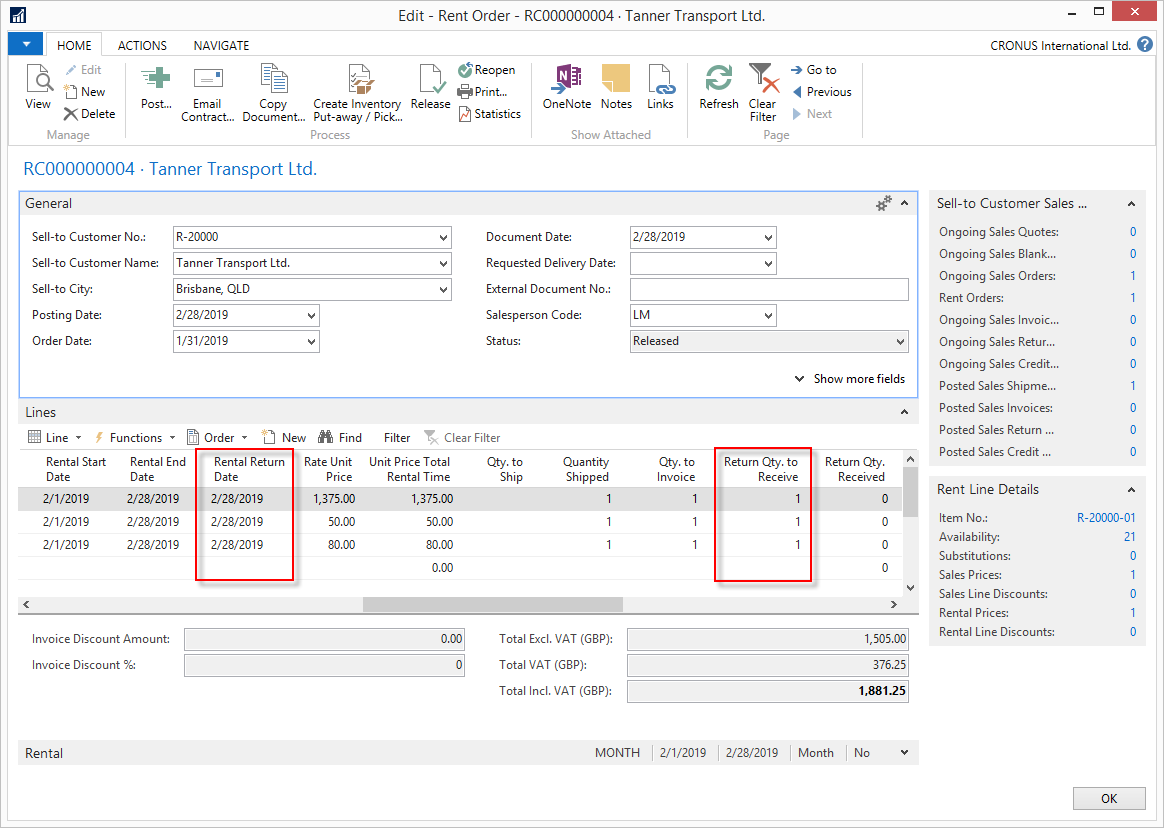 Edit - Rent Order - RC000000004 · Tanner Transport Ltd.
HOME ACTIONS NAVIGATE
CRONUS International Ltd.
View
Edit
New
Delete
Manage
Post...
Email Contract...
Copy Document...
Create Inventory Put-away / Pick...
Release
Reopen
Print...
Statistics
Process
OneNote
Notes
Links
Show Attached
Refresh
Clear Filter
Go to
Previous
Next
Page
RC000000004 · Tanner Transport Ltd.
General
Sell-to Customer No.: R-20000
Sell-to Customer Name: Tanner Transport Ltd.
Sell-to City: Brisbane, QLD
Posting Date: 2/28/2019
Order Date: 1/31/2019
Document Date: 2/28/2019
Requested Delivery Date:
External Document No.:
Salesperson Code: LM
Status: Released
Show more fields
Lines
Line Functions Order New Find Filter Clear Filter
Rental Start Date Rental End Date Rental Return Date Rate Unit Price Unit Price Total Rental Time Qty. to Ship Quantity Shipped Qty. to Invoice Return Qty. to Receive Return Qty. Received
2/1/2019 2/28/2019 2/28/2019 1,375.00 1,375.00 1 1 1 0
2/1/2019 2/28/2019 2/28/2019 50.00 50.00 1 1 1 0
2/1/2019 2/28/2019 2/28/2019 80.00 80.00 1 1 1 0
0.00 0
Invoice Discount Amount: 0.00
Invoice Discount %: 0
Total Excl. VAT (GBP): 1,505.00
Total VAT (GBP): 376.25
Total Incl. VAT (GBP): 1,881.25
Rental MONTH 2/1/2019 2/28/2019 Month No
Sell-to Customer Sales ...
Ongoing Sales Quotes: 0
Ongoing Sales Blank... 0
Ongoing Sales Orders: 1
Rent Orders: 1
Ongoing Sales Invoic... 0
Ongoing Sales Retur... 0
Ongoing Sales Credit... 0
Posted Sales Shipme... 1
Posted Sales Invoices: 0
Posted Sales Return ... 0
Posted Sales Credit ... 0
Rent Line Details
Item No.: R-20000-01
Availability: 21
Substitutions: 0
Sales Prices: 1
Sales Line Discounts: 0
Rental Prices: 1
Rental Line Discounts: 0
OK